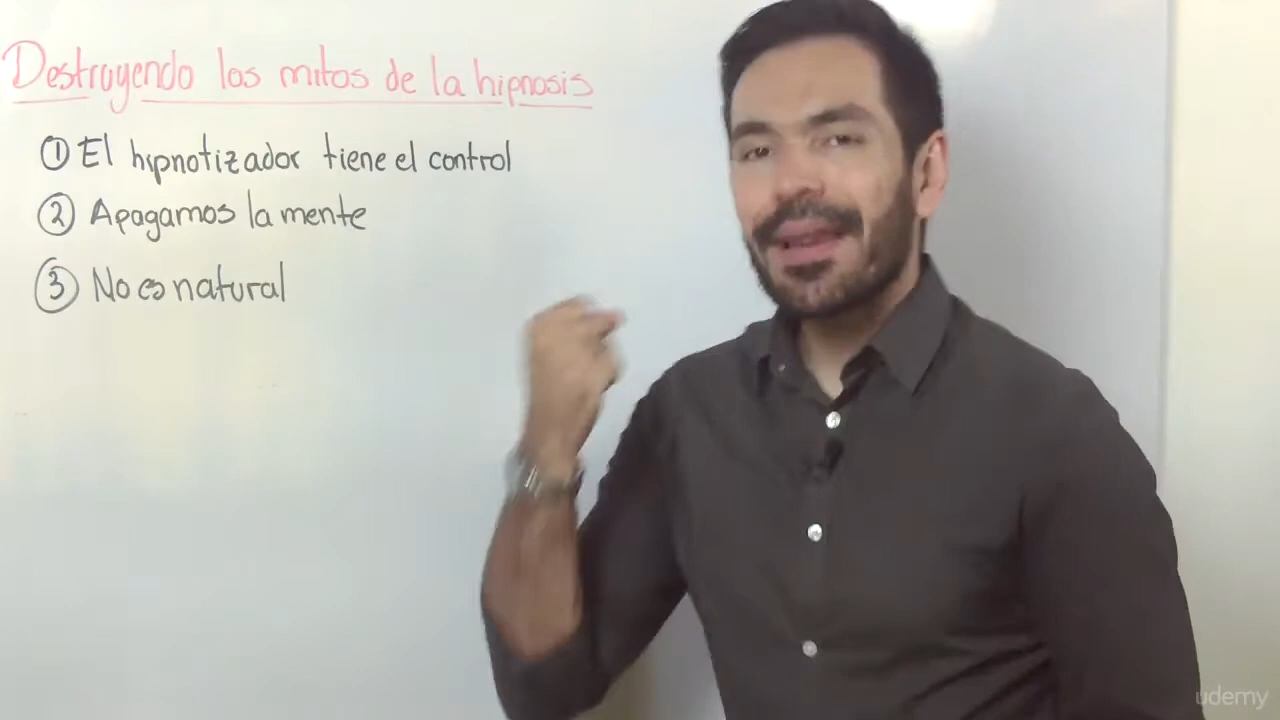 Destruyendo los mitos de la hipnosis
① El hipnotizador tiene el control
② Apagamos la mente
③ No es natural
udemy